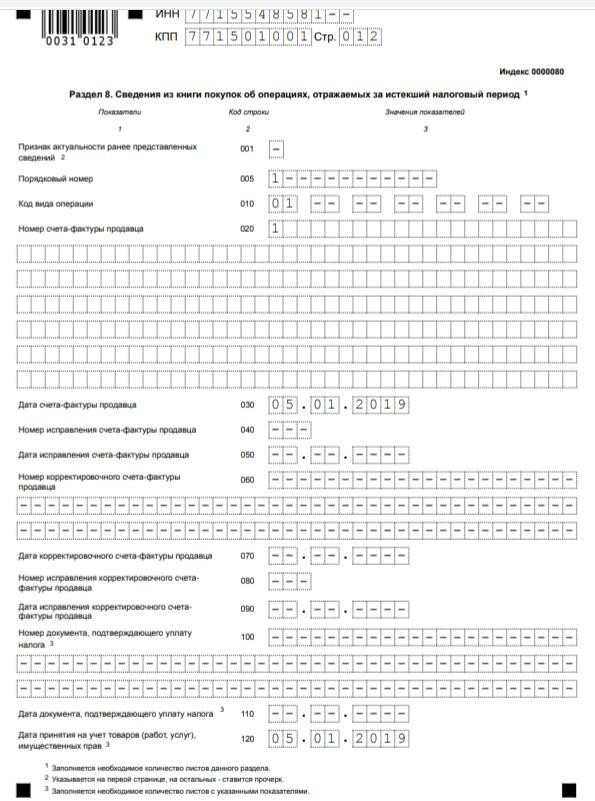 ИНН 7715548581--
0031 0123
КПП 771501001 Стр. 012
Индекс 0000080
Раздел 8. Сведения из книги покупок об операциях, отражаемых за истекший налоговый период 1
Показатели Код строки Значения показателей
1 2 3
Признак актуальности ранее представленных
сведений 2 001 -
Порядковый номер 005 1-----------
Код вида операции 010 01 -- -- -- -- -- --
Номер счета-фактуры продавца 020 1
Дата счета-фактуры продавца 030 05.01.2019
Номер исправления счета-фактуры продавца 040 ---
Дата исправления счета-фактуры продавца 050 --.--.----
Номер корректировочного счета-фактуры
продавца 060 ----------------------
----------------------------------------
----------------------------------------
Дата корректировочного счета-фактуры продавца 070 --.--.----
Номер исправления корректировочного счета-
фактуры продавца 080 ---
Дата исправления корректировочного счета-
фактуры продавца 090 --.--.----
Номер документа, подтверждающего уплату
налога 3 100 ----------------------
----------------------------------------
----------------------------------------
Дата документа, подтверждающего уплату налога 3 110 --.--.----
Дата принятия на учет товаров (работ, услуг),
имущественных прав 3 120 05.01.2019
1 Заполняется необходимое количество листов данного раздела.
2 Указывается на первой странице, на остальных - ставится прочерк.
3 Заполняется необходимое количество листов с указанными показателями.